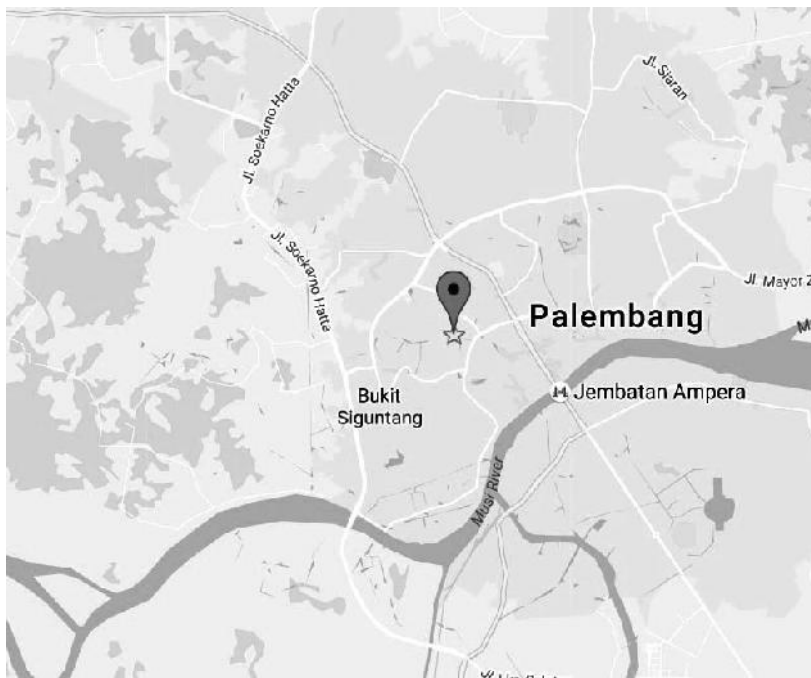 Jl. Siaran
Jl. Soekarno Hatta
Jl. Soekarno Hatta
Jl. Mayor Z
Palembang
Bukit
Siguntang
Jembatan Ampera
Musi River